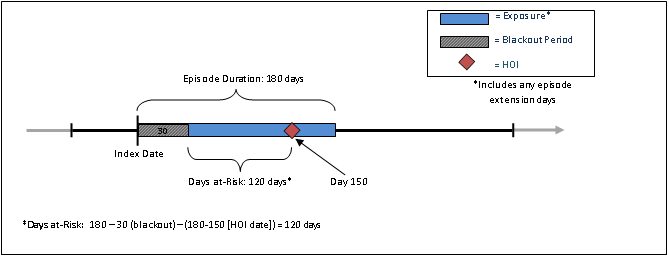 = Exposure*
= Blackout Period
= HOI
*Includes any episode
extension days
Episode Duration: 180 days
30
Index Date
Days at-Risk: 120 days‡
Day 150
‡Days at-Risk: 180 – 30 (blackout) – (180-150 [HOI date]) = 120 days